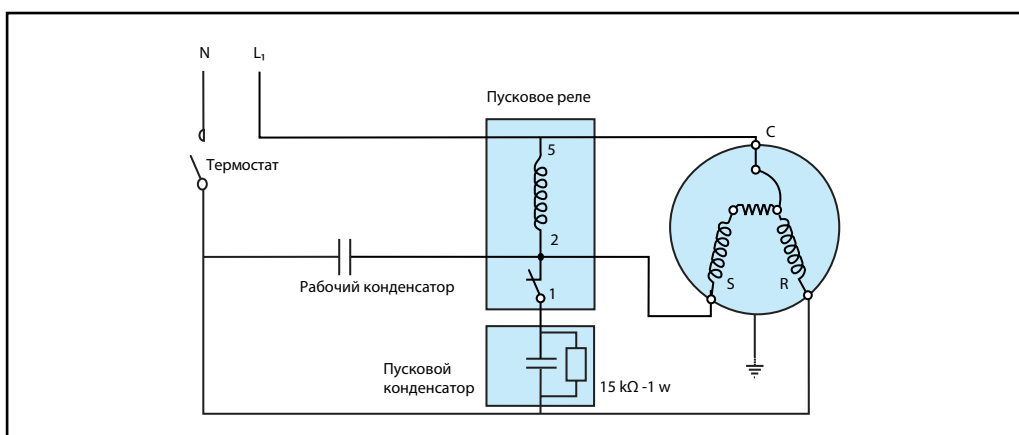 N
L₁
Пусковое реле
C
5
Термостат
2
Рабочий конденсатор
S
R
1
Пусковой
конденсатор
15 kΩ -1 w